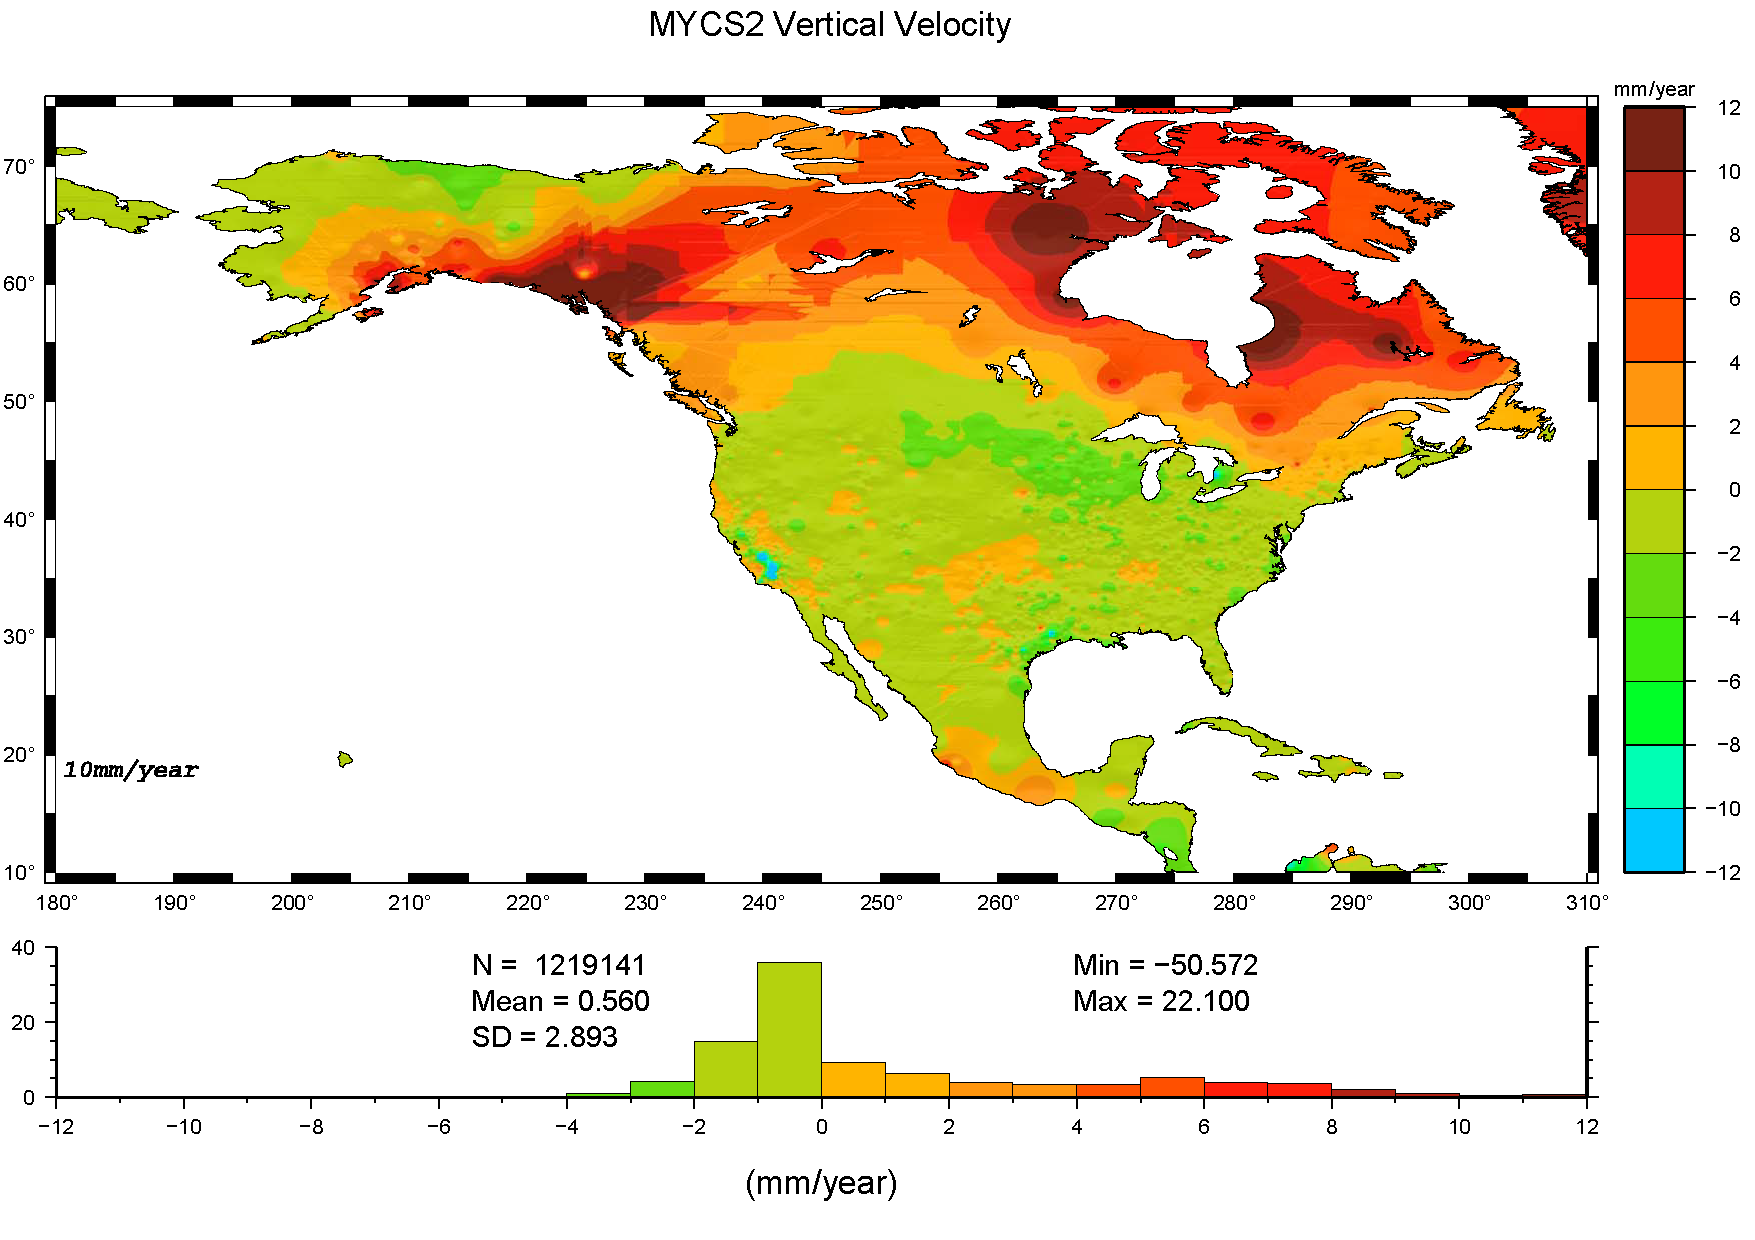 MYCS2 Vertical Velocity
mm/year
70°
60°
50°
40°
30°
20°
10°
10mm/year
180° 190° 200° 210° 220° 230° 240° 250° 260° 270° 280° 290° 300° 310°
12
10
8
6
4
2
0
−2
−4
−6
−8
−10
−12
40
20
0
N = 1219141
Mean = 0.560
SD = 2.893
Min = −50.572
Max = 22.100
−12 −10 −8 −6 −4 −2 0 2 4 6 8 10 12
(mm/year)